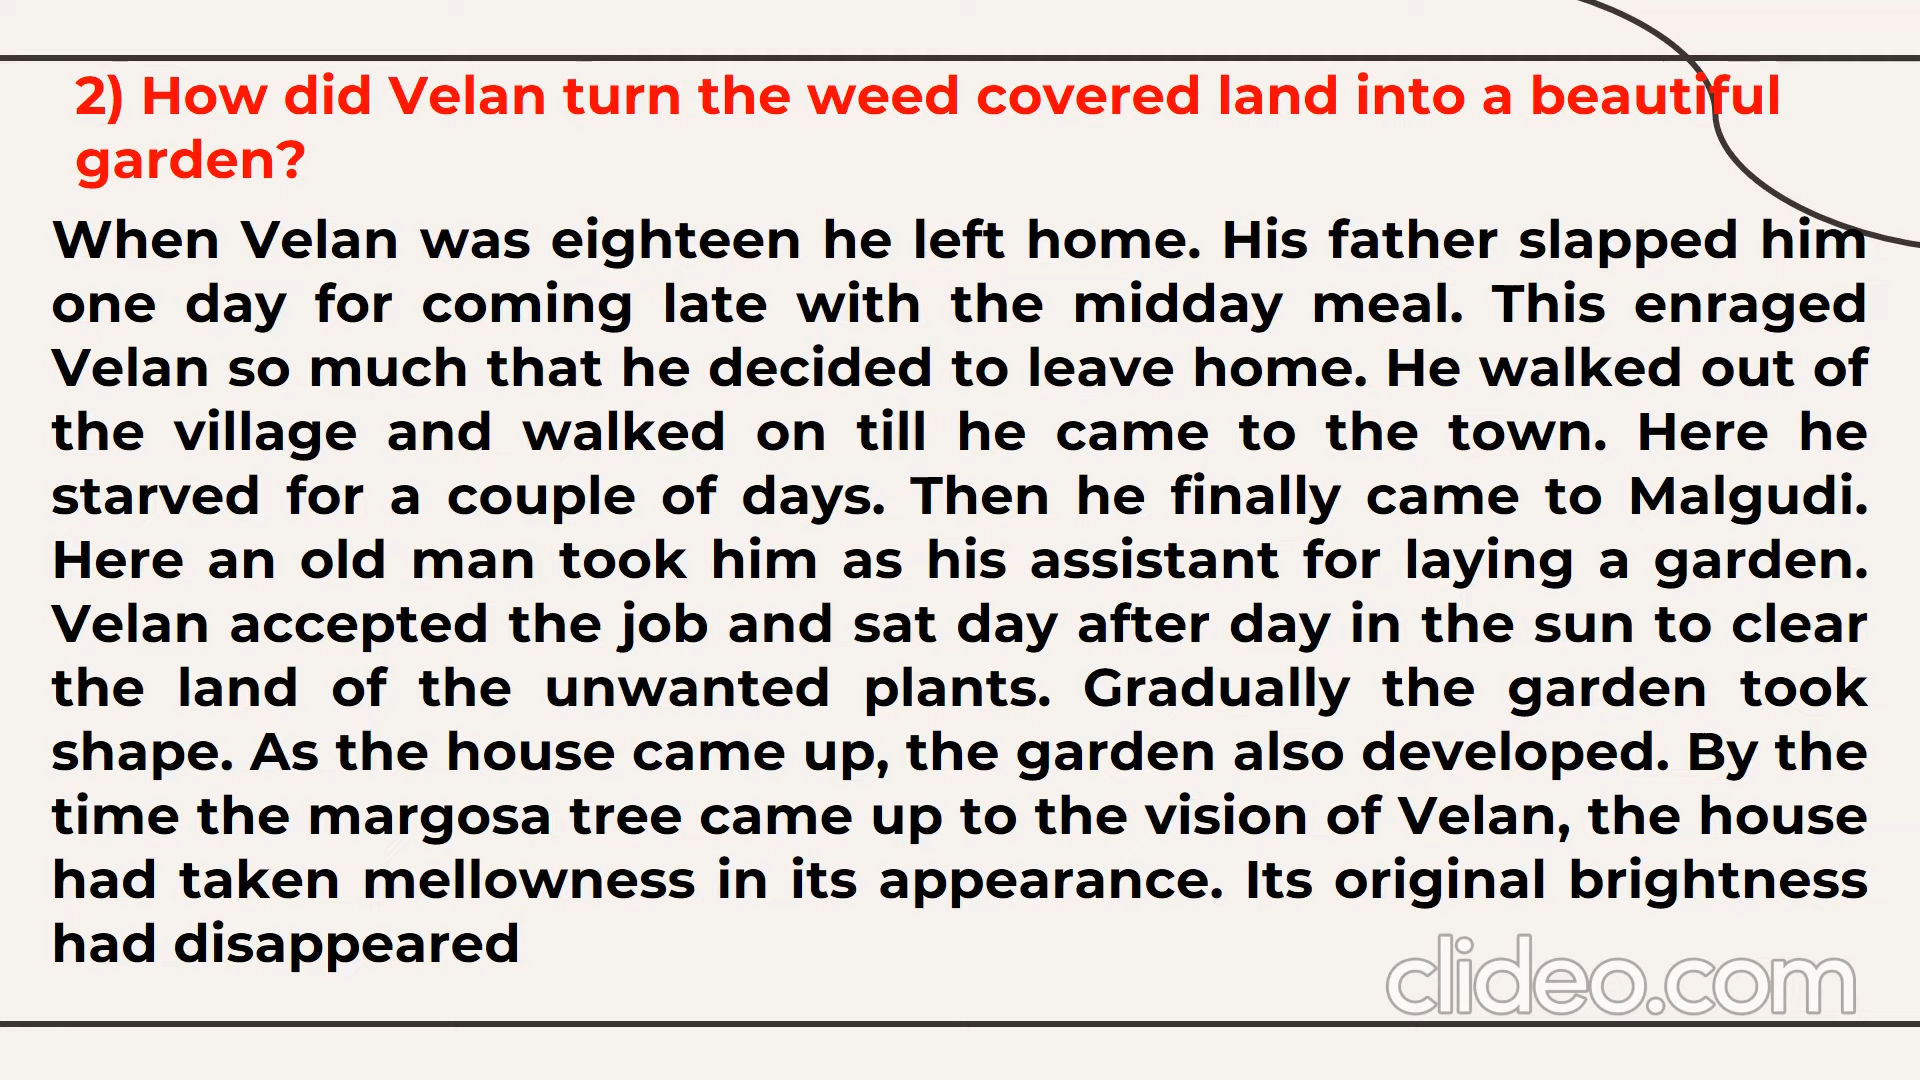 2) How did Velan turn the weed covered land into a beautiful
garden?
When Velan was eighteen he left home. His father slapped him
one day for coming late with the midday meal. This enraged
Velan so much that he decided to leave home. He walked out of
the village and walked on till he came to the town. Here he
starved for a couple of days. Then he finally came to Malgudi.
Here an old man took him as his assistant for laying a garden.
Velan accepted the job and sat day after day in the sun to clear
the land of the unwanted plants. Gradually the garden took
shape. As the house came up, the garden also developed. By the
time the margosa tree came up to the vision of Velan, the house
had taken mellowness in its appearance. Its original brightness
had disappeared
clideo.com